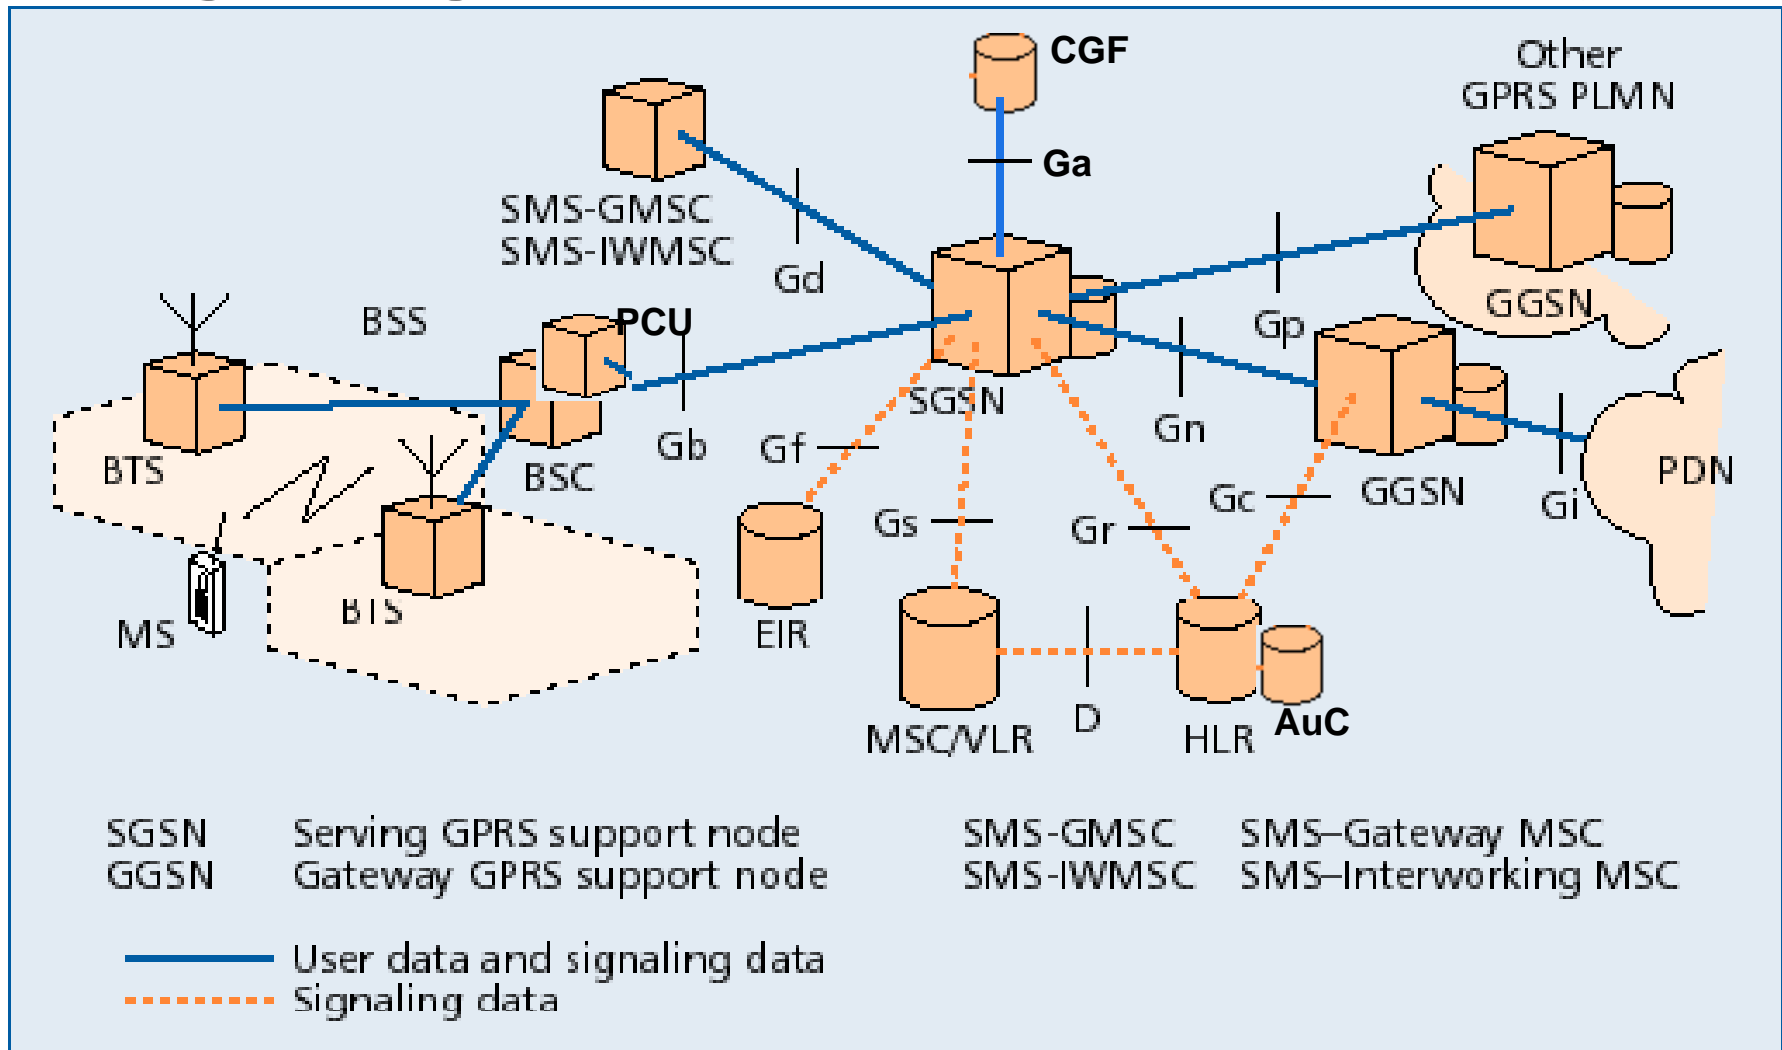 CGF
Other
GPRS PLMN
Ga
SMS-GMSC
SMS-IWMSC
Gd
BSS
PCU
GGSN
Gp
SGSN
Gn
Gb
Gf
BTS
BSC
Gc
GGSN
Gi
PDN
Gs
Gr
BTS
MS
EIR
MSC/VLR
D
HLR
AuC
SGSN Serving GPRS support node
GGSN Gateway GPRS support node
SMS-GMSC SMS–Gateway MSC
SMS-IWMSC SMS–Interworking MSC
User data and signaling data
Signaling data